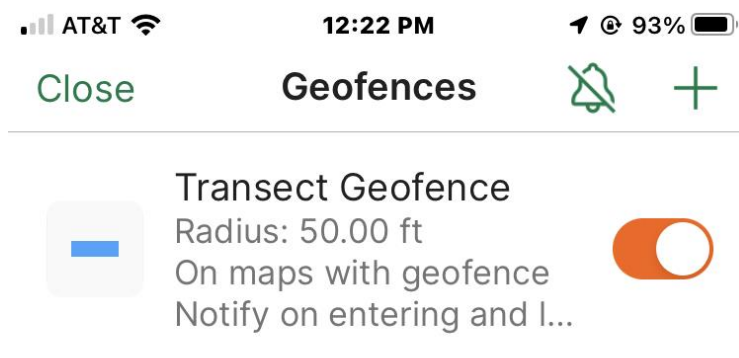 AT&T 12:22 PM 93%
Close Geofences
Transect Geofence
Radius: 50.00 ft
On maps with geofence
Notify on entering and l...